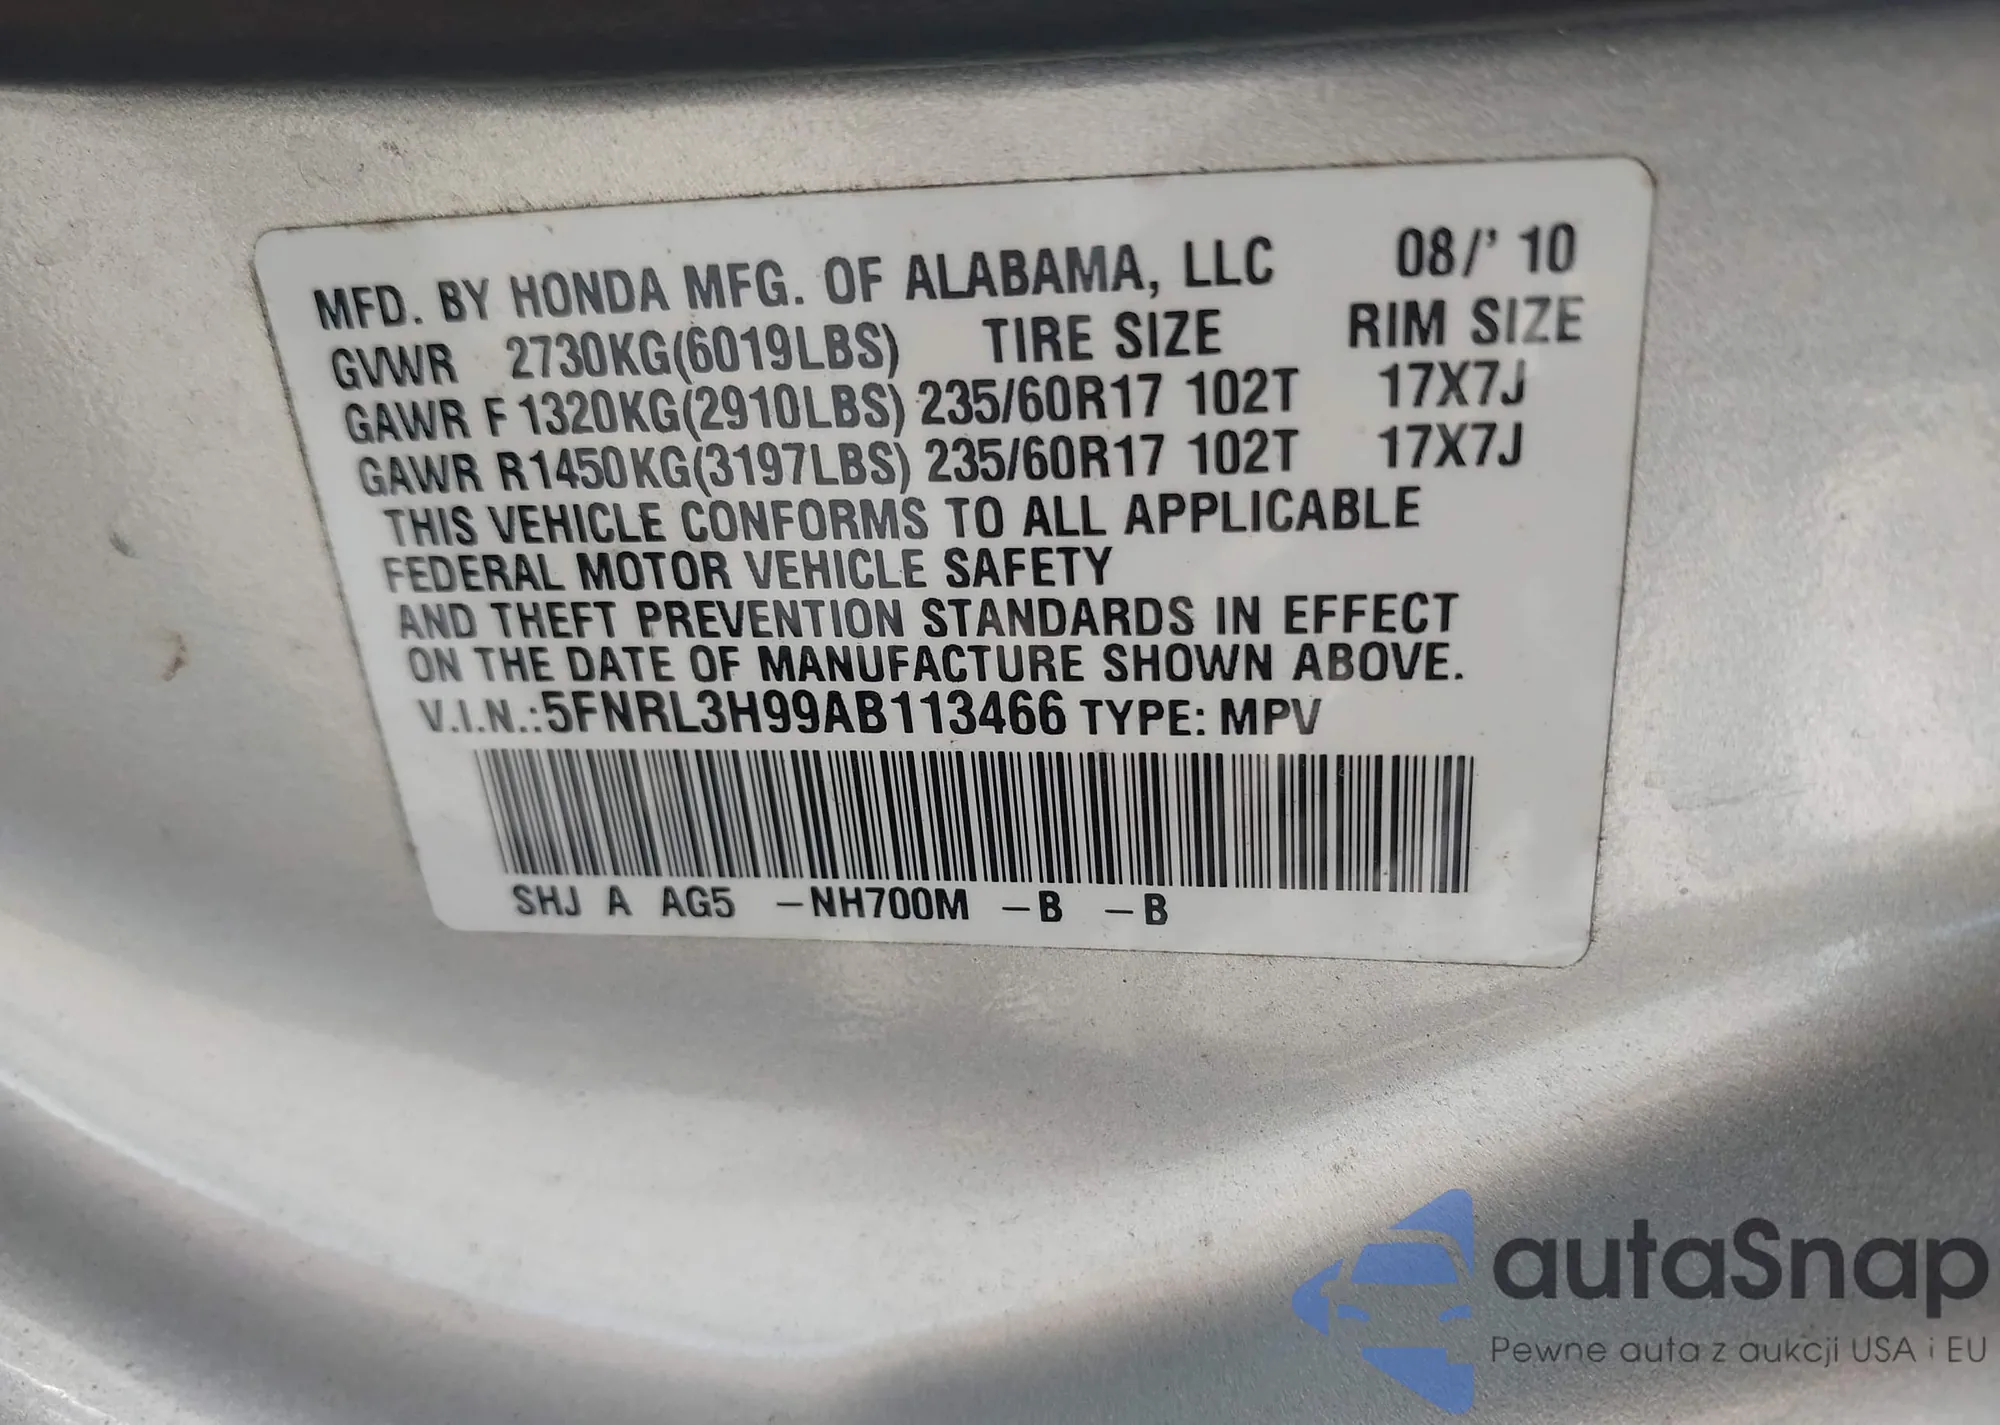 MFD. BY HONDA MFG. OF ALABAMA, LLC 08/' 10
GVWR 2730KG(6019LBS) TIRE SIZE RIM SIZE
GAWR F 1320KG(2910LBS) 235/60R17 102T 17X7J
GAWR R1450KG(3197LBS) 235/60R17 102T 17X7J
THIS VEHICLE CONFORMS TO ALL APPLICABLE
FEDERAL MOTOR VEHICLE SAFETY
AND THEFT PREVENTION STANDARDS IN EFFECT
ON THE DATE OF MANUFACTURE SHOWN ABOVE.
V.I.N.:5FNRL3H99AB113466 TYPE: MPV
SHJ A AG5 -NH700M -B -B
autaSnap
Pewne auta z aukcji USA i EU